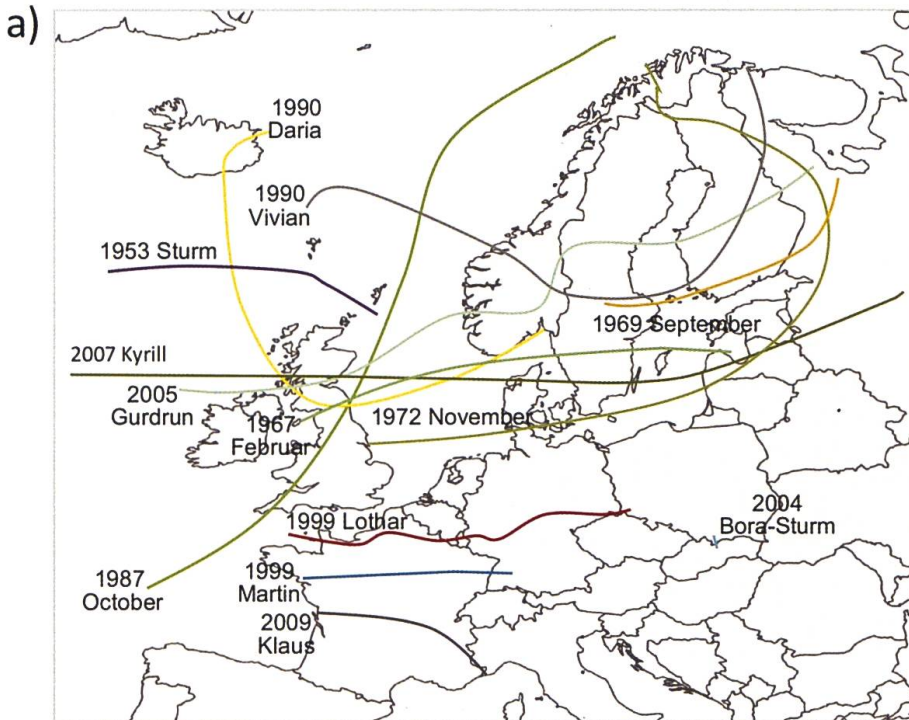 a)
1990
Daria
1990
Vivian
1953 Sturm
1969 September
2007 Kyrill
2005
Gurdrun
1967
Februar
1972 November
1999 Lothar
2004
Bora-Sturm
1987
October
1999
Martin
2009
Klaus